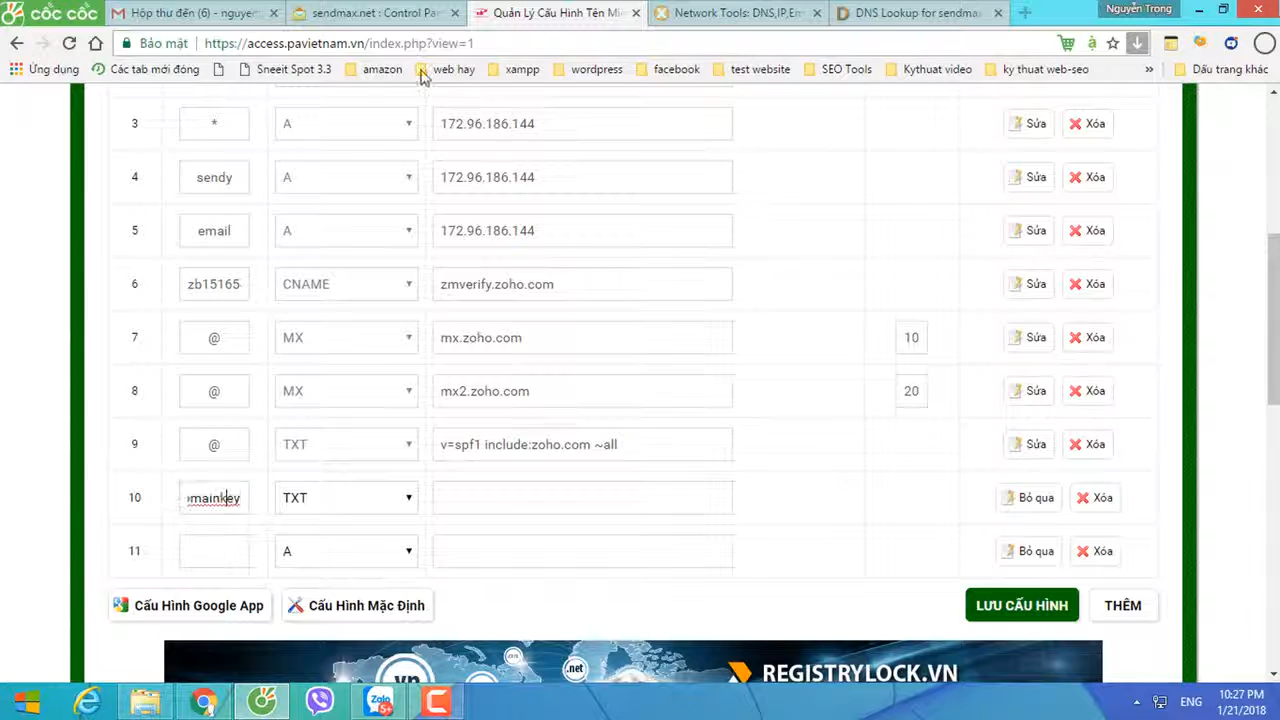 cốc cốc
Hộp thư đến (6) - nguyen
sendmax.net : Control Pa
Quản Lý Cấu Hình Tên Mi
Network Tools: DNS,IP,Em
DNS Lookup for sendma
Nguyễn Trọng
Bảo mật
https://access.pavietnam.vn/index.php?view=1
Ứng dụng
Các tab mới đóng
Sneeit Spot 3.3
amazon
web h
xampp
wordpress
facebook
test website
SEO Tools
Kythuat video
ky thuat web-seo
»
Dấu trang khác
3 * A 172.96.186.144 Sửa Xóa
4 sendy A 172.96.186.144 Sửa Xóa
5 email A 172.96.186.144 Sửa Xóa
6 zb15165 CNAME zmverify.zoho.com Sửa Xóa
7 @ MX mx.zoho.com 10 Sửa Xóa
8 @ MX mx2.zoho.com 20 Sửa Xóa
9 @ TXT v=spf1 include:zoho.com ~all Sửa Xóa
10 mainkey TXT Bỏ qua Xóa
11 A Bỏ qua Xóa
Cấu Hình Google App
Cấu Hình Mặc Định
LƯU CẤU HÌNH
THÊM
vn
.net
REGISTRYLOCK.VN
Zalo
5+
ENG
10:27 PM
1/21/2018